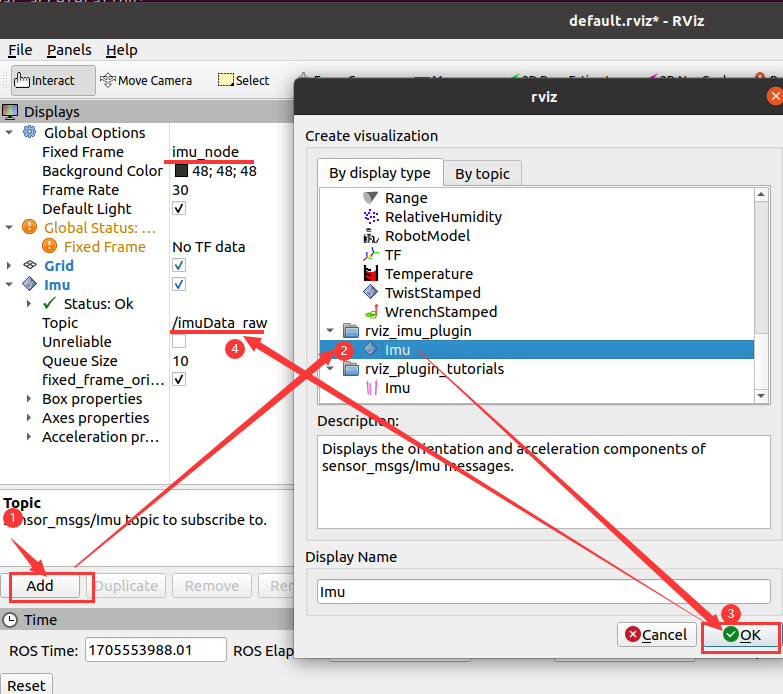 default.rviz* - RViz
File Panels Help
Interact Move Camera Select
rviz
Displays
Create visualization
Global Options
Fixed Frame imu_node
By display type By topic
Background Color 48; 48; 48
Frame Rate 30
Range
Default Light
RelativeHumidity
Global Status: ...
RobotModel
Fixed Frame No TF data
TF
Grid
Temperature
Imu
TwistStamped
Status: Ok
WrenchStamped
Topic /imuData_raw
rviz_imu_plugin
Unreliable
4
2 Imu
Queue Size 10
rviz_plugin_tutorials
fixed_frame_ori...
Imu
Box properties
Axes properties
Description:
Acceleration pr...
Displays the orientation and acceleration components of
sensor_msgs/Imu messages.
Topic
sensor_msgs/Imu topic to subscribe to.
1
Display Name
Add Duplicate Remove
Imu
Time
3
Cancel OK
ROS Time: 1705553988.01 ROS Elap
Reset